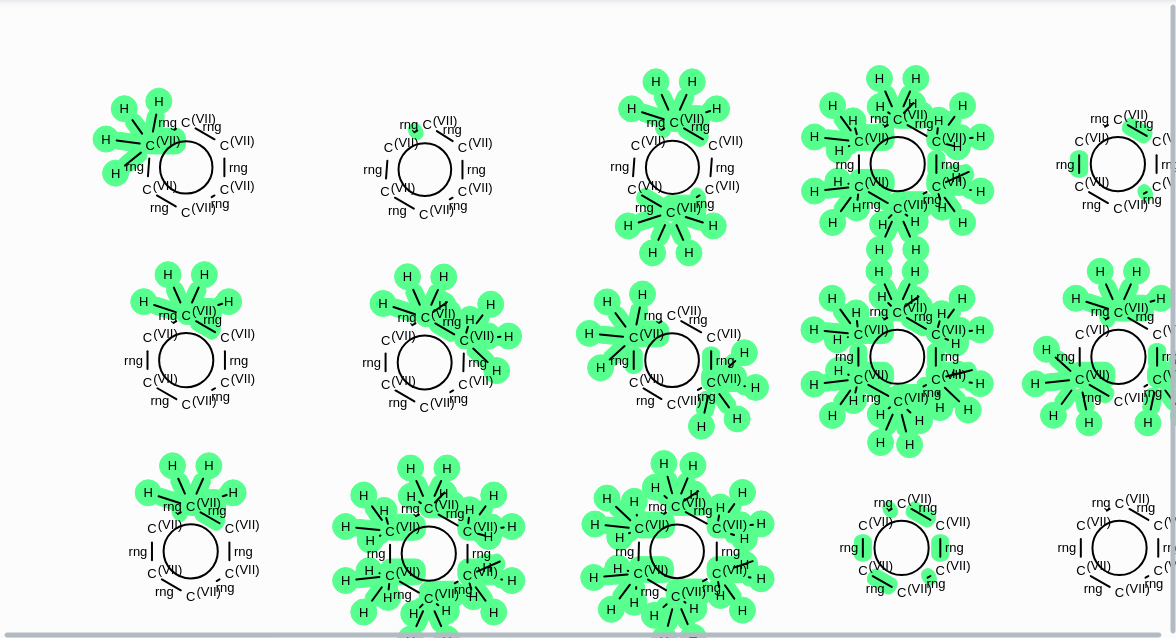 H H H H
H H H H H H H H
rng C(VII) rng C(VII) rng C(VII) H C(VII) H rng C(VII)
rng rng rng rng rng rng
H C(VII) C(VII) C(VII) C(VII) C(VII) C(VII) H C(VII) C(VII) H C(VII)
H H
H rng rng rng rng rng rng rng rng
C(VII) C(VII) C(VII) C(VII) C(VII) C(VII) H C(VII) C(VII) H C(VII)
rng C(VII) rng rng C(VII) rng rng C(VII) rng H rng C(VII) rng H rng C(VII) rng
H H H H H H
H H H H
H H H H H H H H H H
H H H H H H H H H H H H H
rng C(VII) rng rng C(VII) rng H rng C(VII) rng H C(VII) H C(VII)
C(VII) C(VII) C(VII) C(VII) H H C(VII) C(VII) H C(VII) C(VII) H C(VII)
rng rng rng rng H H H H rng rng H rng
C(VII) C(VII) C(VII) C(VII) H C(VII) H H C(VII) C(VII) H H C(VII)
rng C(VII) rng rng C(VII) rng rng C(VII) rng H rng C(VII) rng H rng C(VII) rng
H H H H H H H H H
H H
H H H H H H
H H H H H H H H H H
rng C(VII) rng H rng C(VII) rng H H rng C(VII) rng H rng C(VII) rng rng C(VII) rng
C(VII) C(VII) H C(VII) C(VII) H H C(VII) C(VII) H C(VII) C(VII) C(VII)
rng rng H rng H rng H rng H rng rng rng rng
C(VII) C(VII) H H C(VII) C(VII) H H H C(VII) C(VII) H C(VII) C(VII) C(VII)
rng C(VII) rng H rng C(VII) rng H H rng C(VII) rng H rng C(VII) rng rng C(VII) rng
H H H H H H H H H